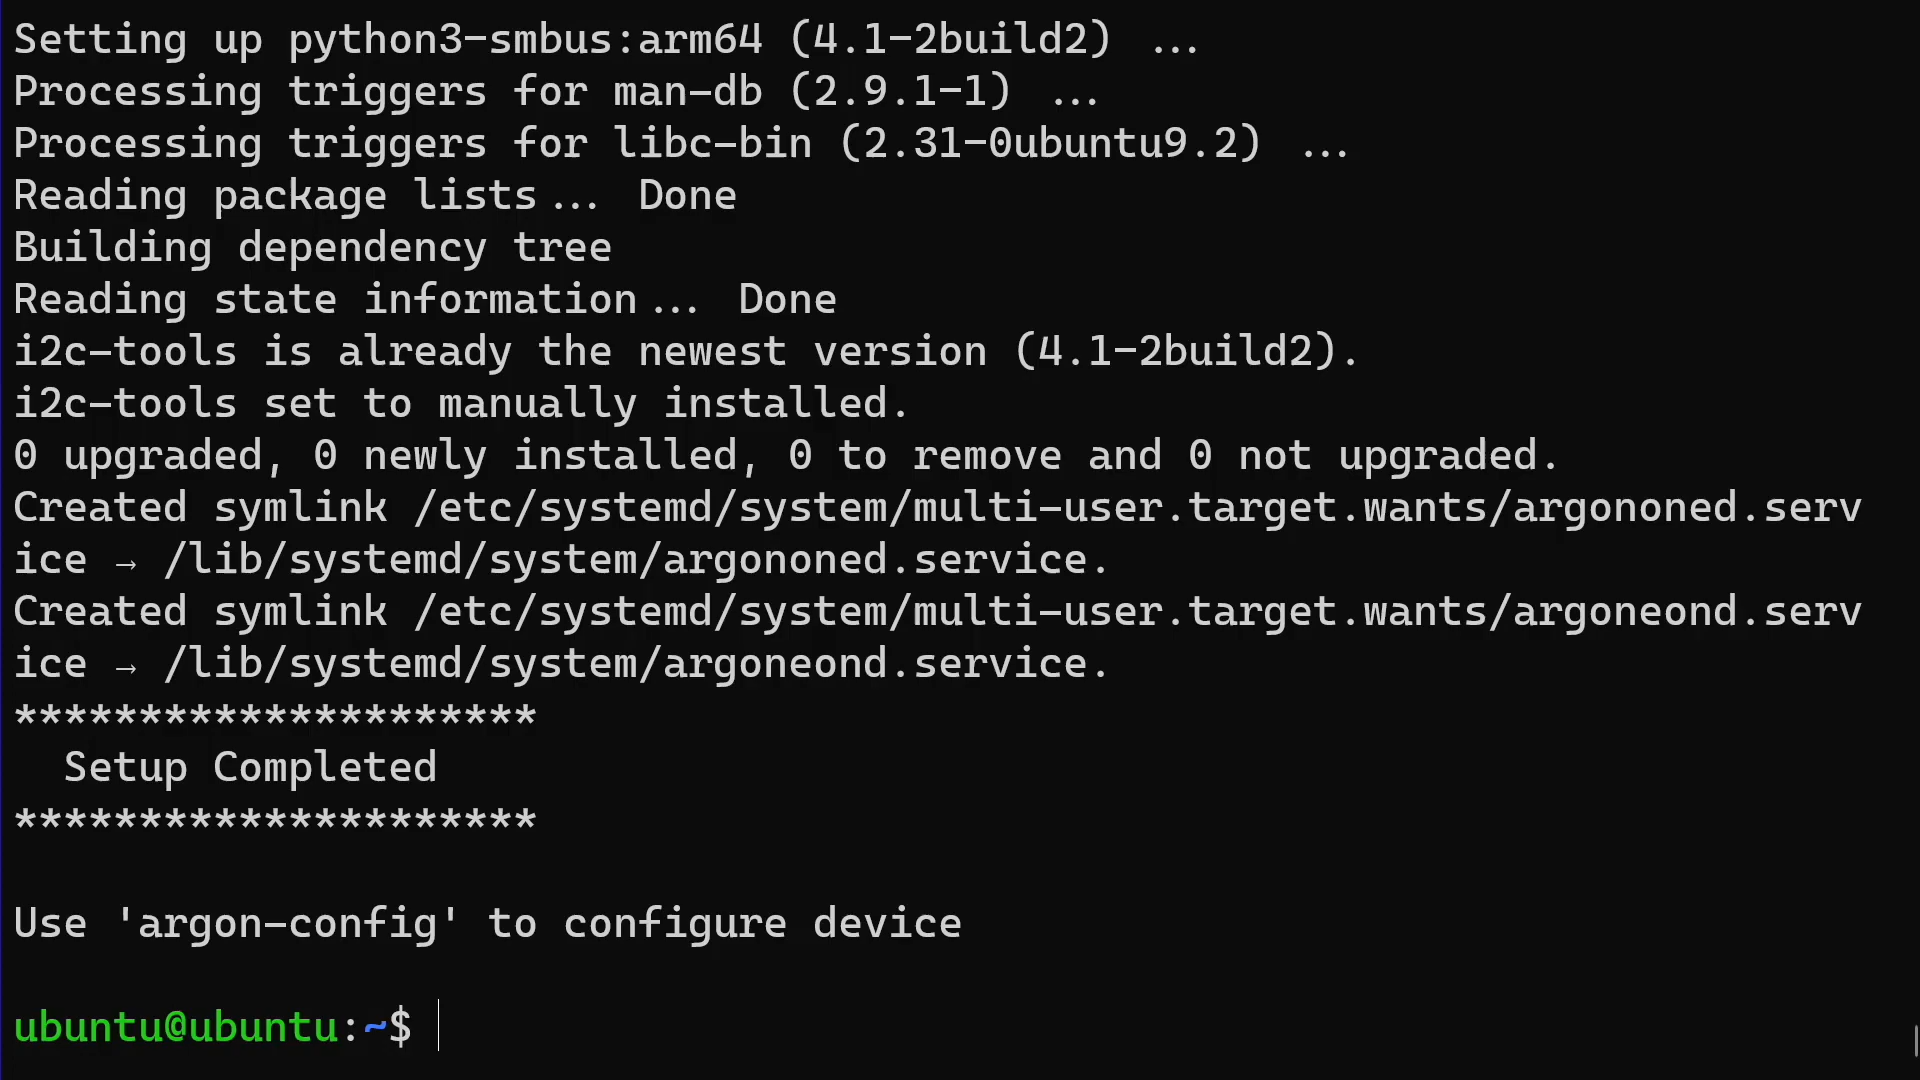 Setting up python3-smbus:arm64 (4.1-2build2) ...
Processing triggers for man-db (2.9.1-1) ...
Processing triggers for libc-bin (2.31-0ubuntu9.2) ...
Reading package lists... Done
Building dependency tree
Reading state information... Done
i2c-tools is already the newest version (4.1-2build2).
i2c-tools set to manually installed.
0 upgraded, 0 newly installed, 0 to remove and 0 not upgraded.
Created symlink /etc/systemd/system/multi-user.target.wants/argononed.serv
ice → /lib/systemd/system/argononed.service.
Created symlink /etc/systemd/system/multi-user.target.wants/argoneond.serv
ice → /lib/systemd/system/argoneond.service.
*********************
  Setup Completed
*********************
Use 'argon-config' to configure device
ubuntu@ubuntu:~$